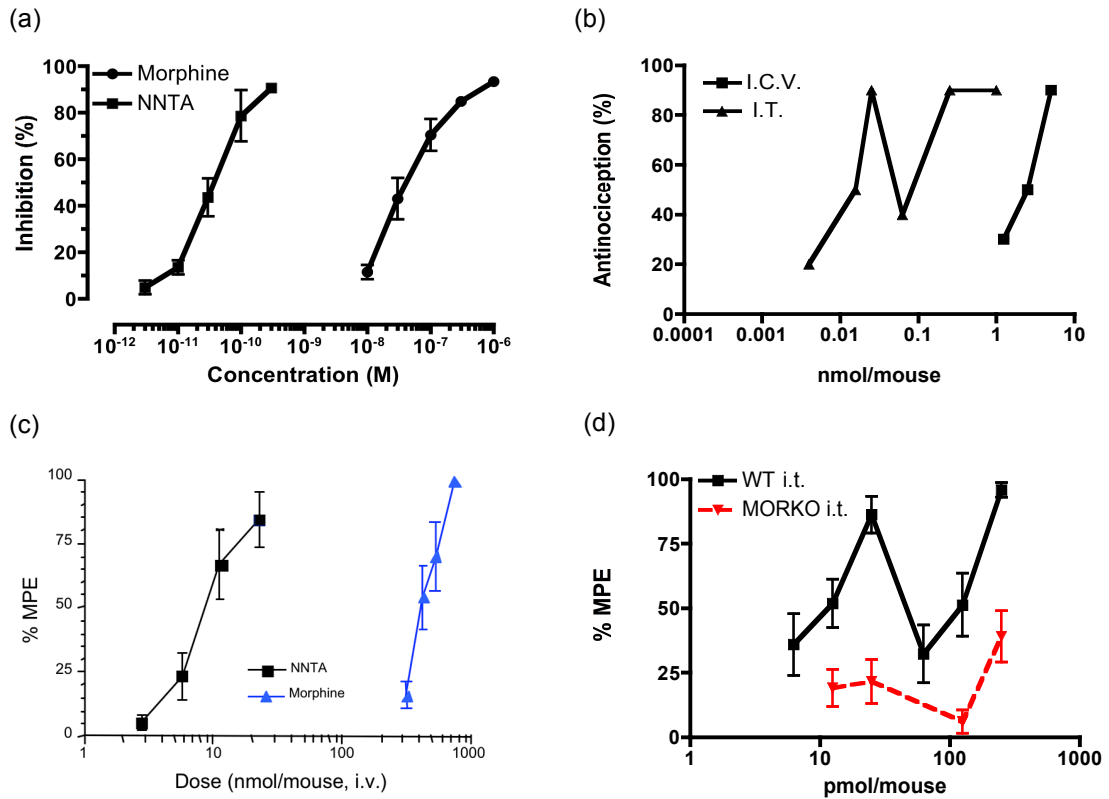 (a)
Inhibition (%)
100
80
60
40
20
0
Morphine
NNTA
10-12 10-11 10-10 10-9 10-8 10-7 10-6
Concentration (M)
(b)
Antinociception (%)
100
80
60
40
20
0
I.C.V.
I.T.
0.0001 0.001 0.01 0.1 1 10
nmol/mouse
(c)
% MPE
100
75
50
25
0
NNTA
Morphine
1 10 100 1000
Dose (nmol/mouse, i.v.)
(d)
% MPE
100
75
50
25
0
WT i.t.
MORKO i.t.
1 10 100 1000
pmol/mouse